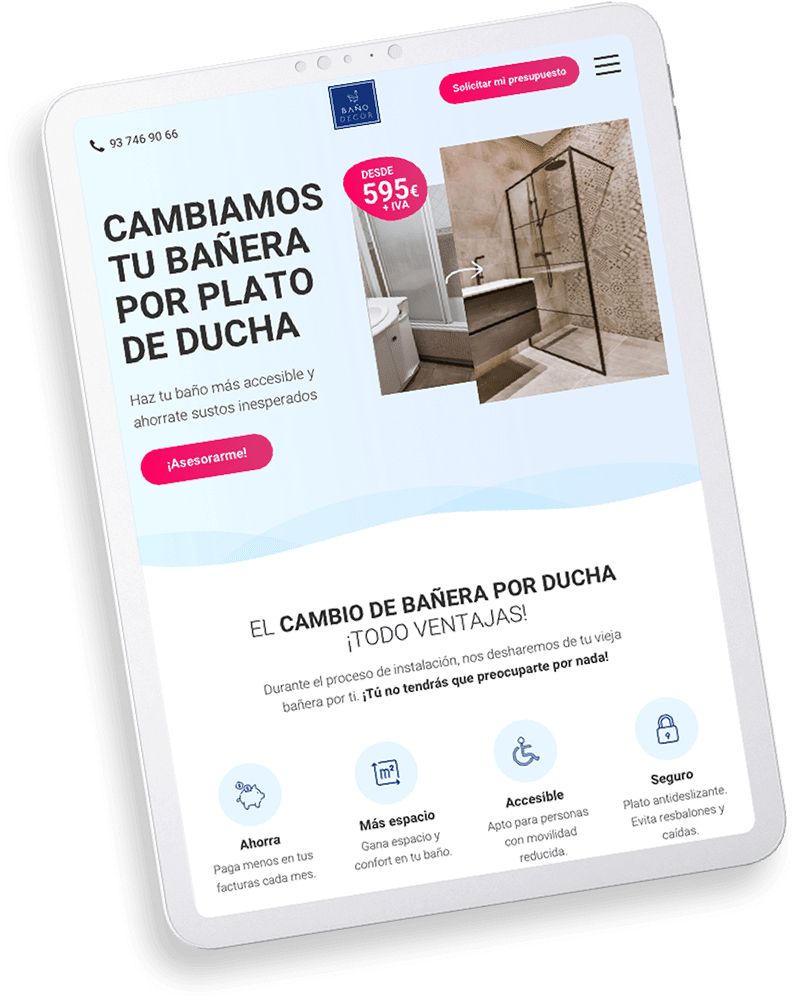 93 746 90 66
BAÑO
DECOR
Solicitar mi presupuesto
CAMBIAMOS
TU BAÑERA
POR PLATO
DE DUCHA
DESDE
595€
+ IVA
Haz tu baño más accesible y
ahorrate sustos inesperados
¡Asesorarme!
EL CAMBIO DE BAÑERA POR DUCHA
¡TODO VENTAJAS!
Durante el proceso de instalación, nos desharemos de tu vieja
bañera por ti. ¡Tú no tendrás que preocuparte por nada!
m²
Ahorra
Paga menos en tus
facturas cada mes.
Más espacio
Gana espacio y
confort en tu baño.
Accesible
Apto para personas
con movilidad
reducida.
Seguro
Plato antideslizante.
Evita resbalones y
caídas.